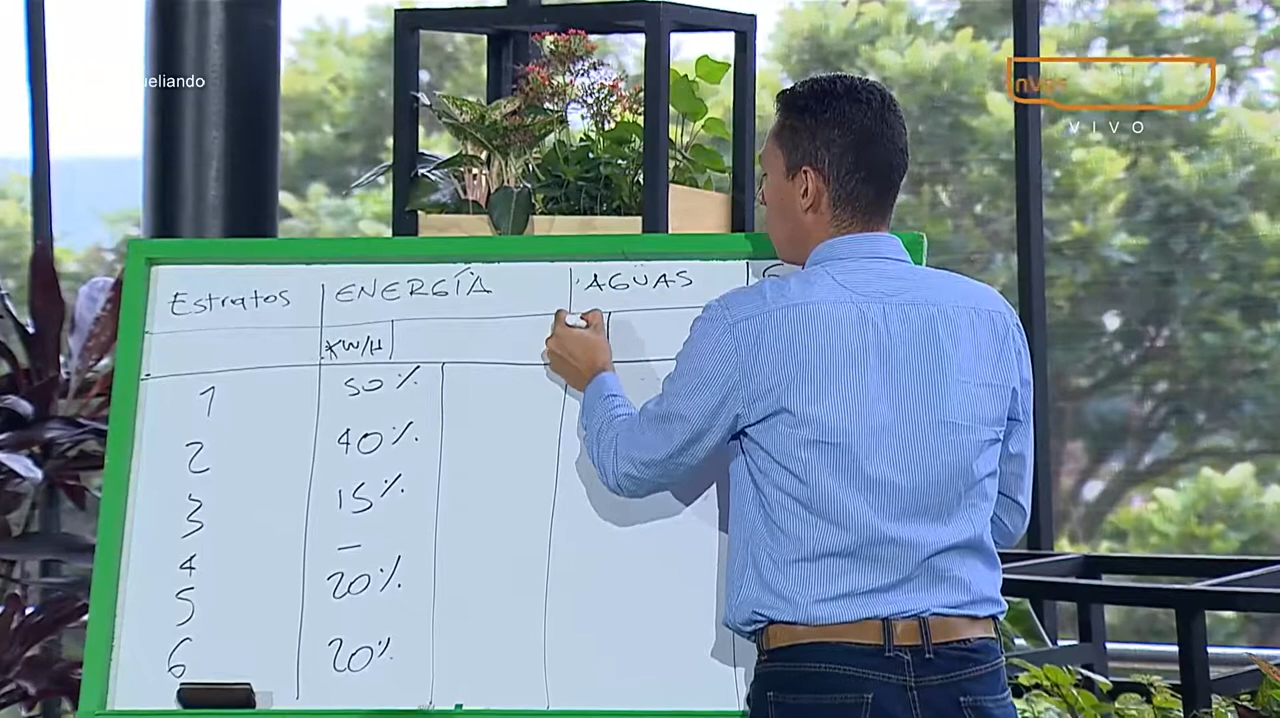 ueliando
VIVO
Estratos ENERGÍA AGUAS
KW/H
1 50%
2 40%
3 15%
4 —
5 20%
6 20%